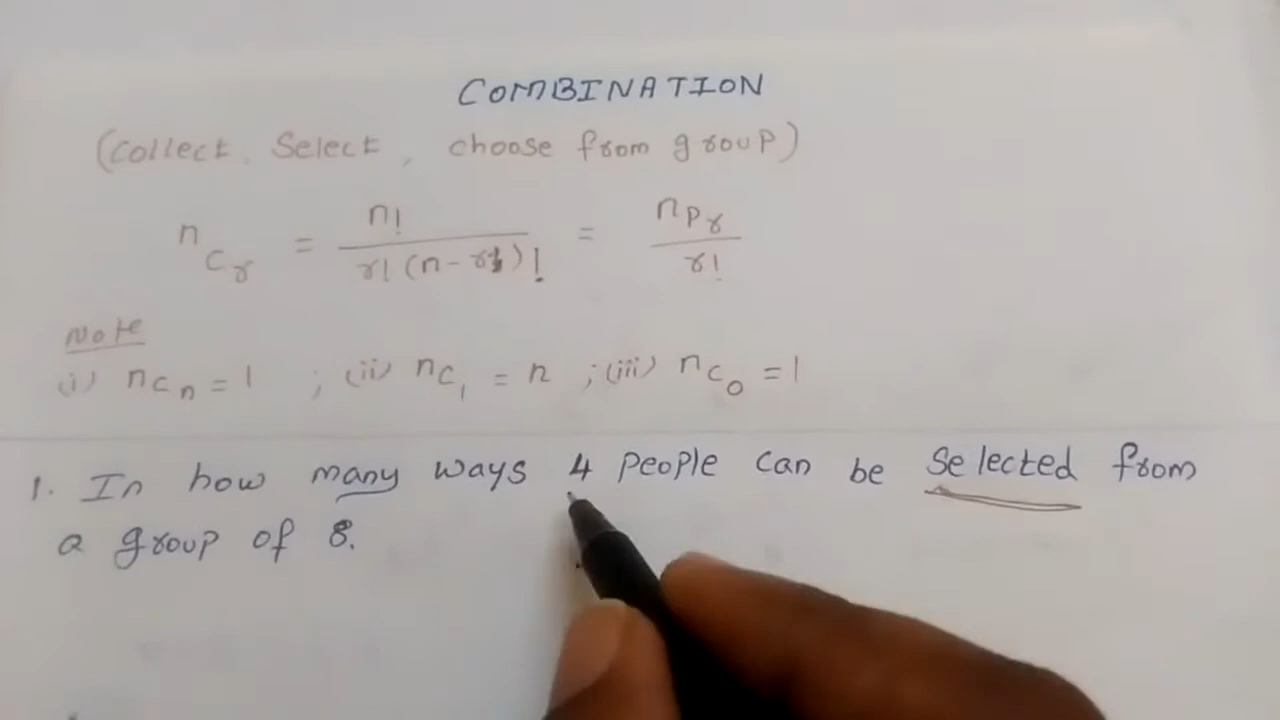 COMBINATION
(Collect, Select, choose from group)
nCr = n! / r!(n-r)! = nPr / r!
Note
(i) nCn = 1 ; (ii) nC1 = n ; (iii) nC0 = 1
1. In how many ways 4 people can be selected from
a group of 8.